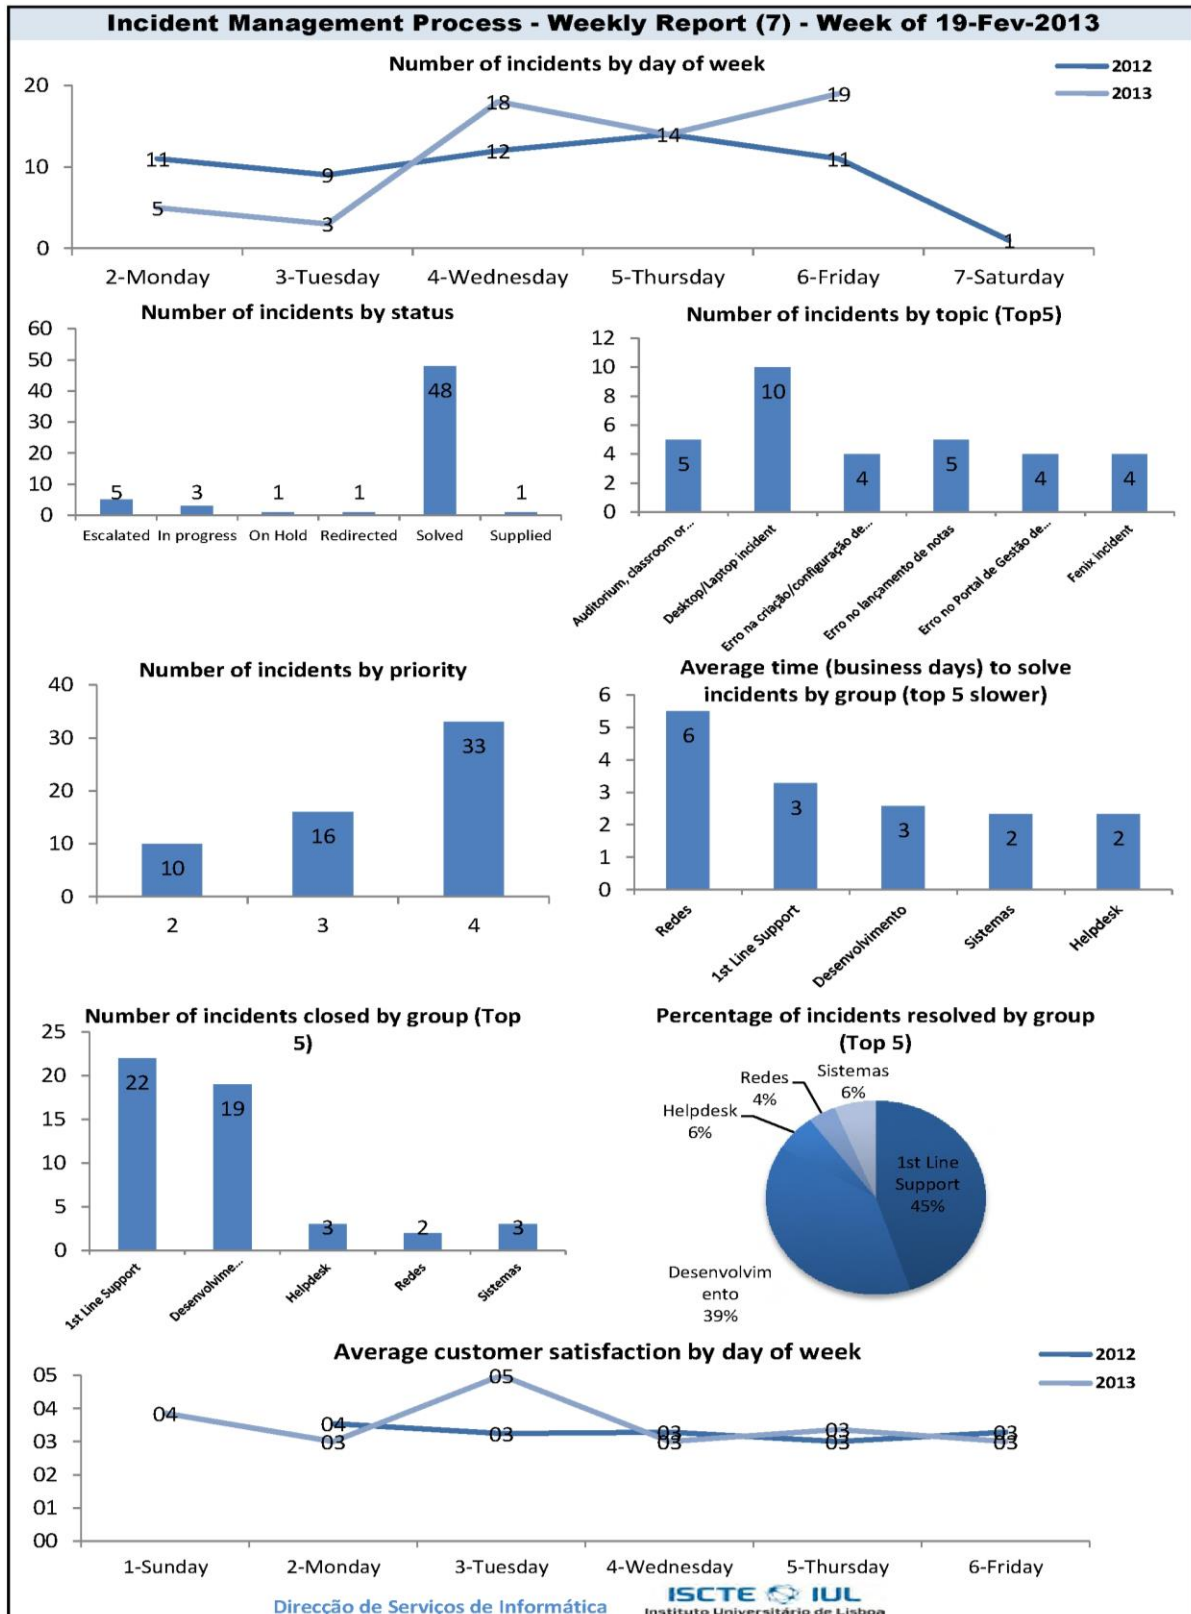 Incident Management Process - Weekly Report (7) - Week of 19-Fev-2013
Number of incidents by day of week
2012
2013
20
10
0
11
9
12
14
11
1
5
3
18
19
2-Monday 3-Tuesday 4-Wednesday 5-Thursday 6-Friday 7-Saturday
Number of incidents by status
60
50
40
30
20
10
0
5 3 1 1 48 1
Escalated In progress On Hold Redirected Solved Supplied
Number of incidents by topic (Top5)
12
10
8
6
4
2
0
5 10 4 5 4 4
Auditorium, classroom or...
Desktop/Laptop incident
Erro na criação/configuração de...
Erro no lançamento de notas
Erro no Portal de Gestão de...
Fenix incident
Number of incidents by priority
40
30
20
10
0
10 16 33
2 3 4
Average time (business days) to solve
incidents by group (top 5 slower)
6
5
4
3
2
1
0
6 3 3 2 2
Redes
1st Line Support
Desenvolvimento
Sistemas
Helpdesk
Number of incidents closed by group (Top
5)
25
20
15
10
5
0
22 19 3 2 3
1st Line Support
Desenvolvime...
Helpdesk
Redes
Sistemas
Percentage of incidents resolved by group
(Top 5)
Sistemas
6%
Redes
4%
Helpdesk
6%
1st Line
Support
45%
Desenvolvim
ento
39%
Average customer satisfaction by day of week
2012
2013
05
04
03
02
01
00
04 03 05 03 03 03
04 03 03 03 03
1-Sunday 2-Monday 3-Tuesday 4-Wednesday 5-Thursday 6-Friday
Direcção de Serviços de Informática
ISCTE IUL
Instituto Universitário de Lisboa